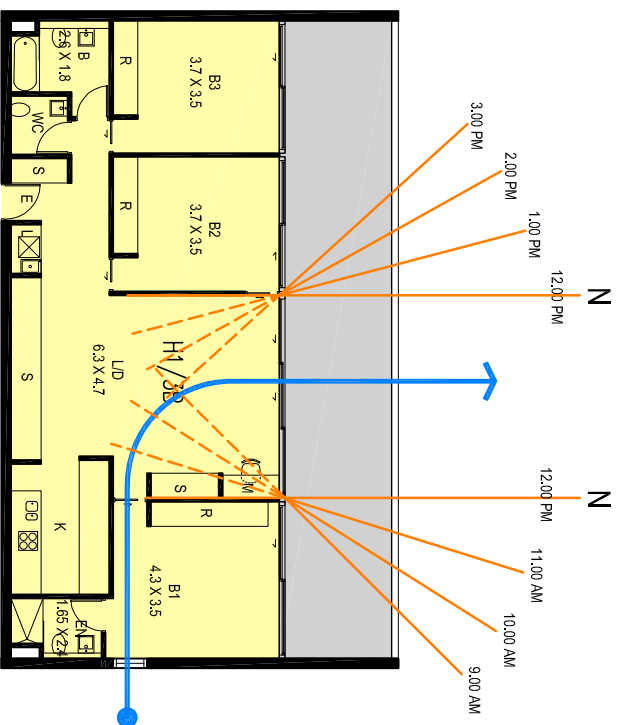 N
N
12.00 PM
12.00 PM
1.00 PM
11.00 AM
2.00 PM
10.00 AM
3.00 PM
9.00 AM
B3
3.7 X 3.5
B2
3.7 X 3.5
M
B1
4.3 X 3.5
R
R
H1/3B
S
R
L/D
6.3 X 4.7
B
2.6 X 1.8
EN
1.65 X 2.4
K
WC
S
E
L
S